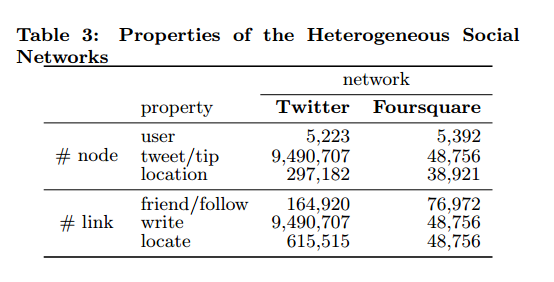 Table 3: Properties of the Heterogeneous Social
Networks
network
property Twitter Foursquare
user 5,223 5,392
# node tweet/tip 9,490,707 48,756
location 297,182 38,921
friend/follow 164,920 76,972
# link write 9,490,707 48,756
locate 615,515 48,756